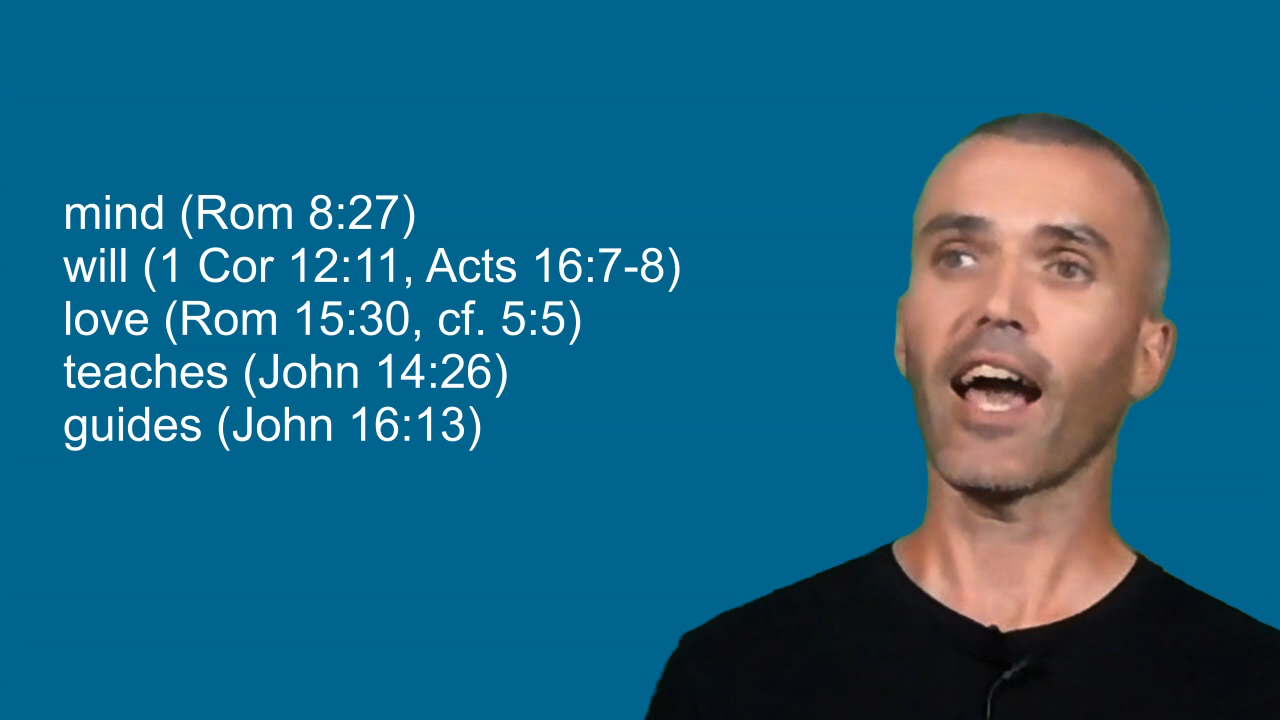 mind (Rom 8:27)
will (1 Cor 12:11, Acts 16:7-8)
love (Rom 15:30, cf. 5:5)
teaches (John 14:26)
guides (John 16:13)